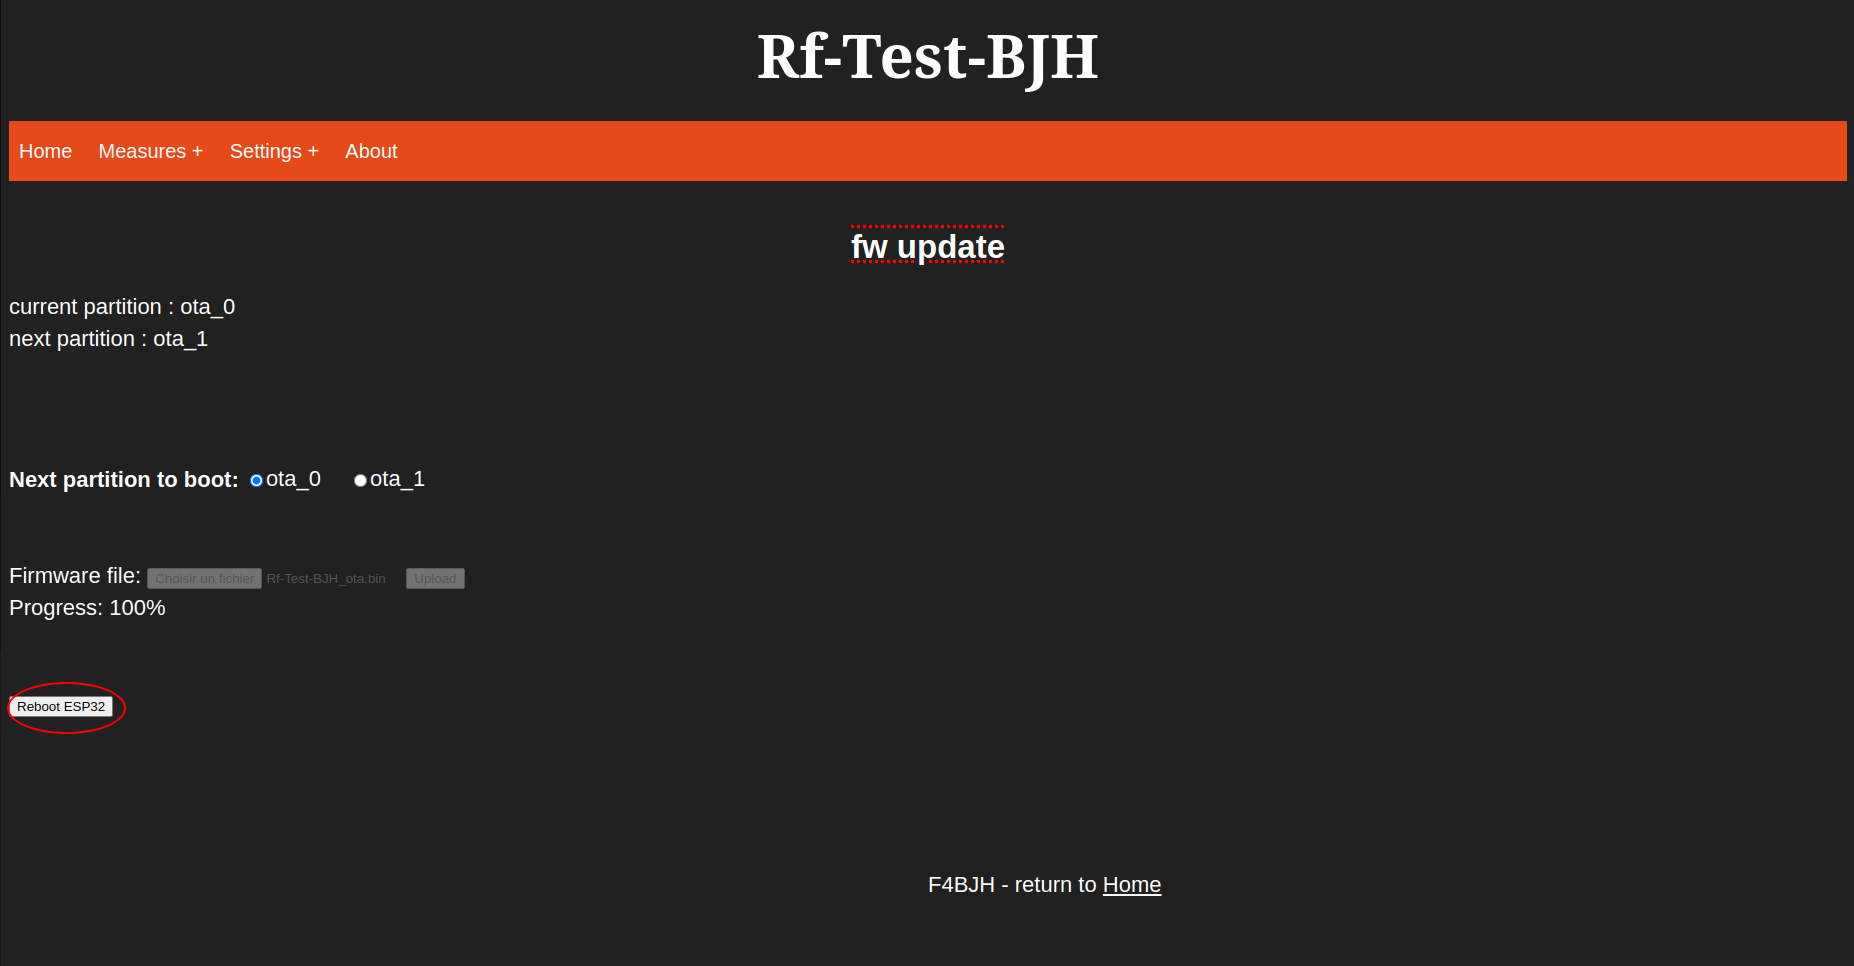 Rf-Test-BJH
Home Measures + Settings + About
fw update
current partition : ota_0
next partition : ota_1
Next partition to boot: ota_0 ota_1
Firmware file: Choisir un fichier Rf-Test-BJH_ota.bin Upload
Progress: 100%
Reboot ESP32
F4BJH - return to Home